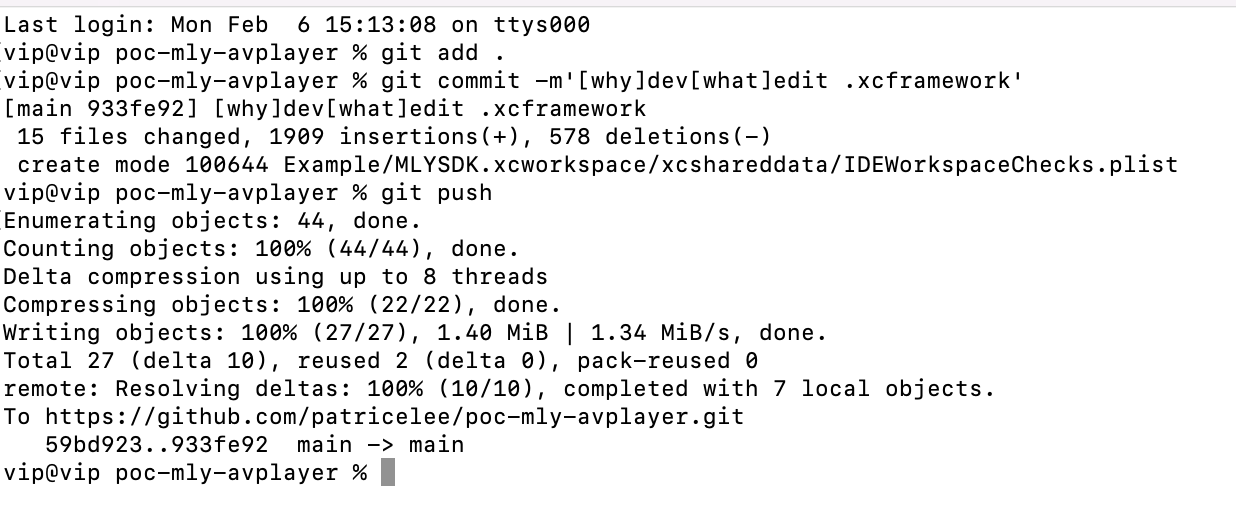 Last login: Mon Feb  6 15:13:08 on ttys000
[vip@vip poc-mly-avplayer % git add .
[vip@vip poc-mly-avplayer % git commit -m'[why]dev[what]edit .xcframework'
[main 933fe92] [why]dev[what]edit .xcframework
 15 files changed, 1909 insertions(+), 578 deletions(-)
 create mode 100644 Example/MLYSDK.xcworkspace/xcshareddata/IDEWorkspaceChecks.plist
vip@vip poc-mly-avplayer % git push
[Enumerating objects: 44, done.
Counting objects: 100% (44/44), done.
Delta compression using up to 8 threads
Compressing objects: 100% (22/22), done.
Writing objects: 100% (27/27), 1.40 MiB | 1.34 MiB/s, done.
Total 27 (delta 10), reused 2 (delta 0), pack-reused 0
remote: Resolving deltas: 100% (10/10), completed with 7 local objects.
To https://github.com/patricelee/poc-mly-avplayer.git
   59bd923..933fe92  main -> main
vip@vip poc-mly-avplayer %